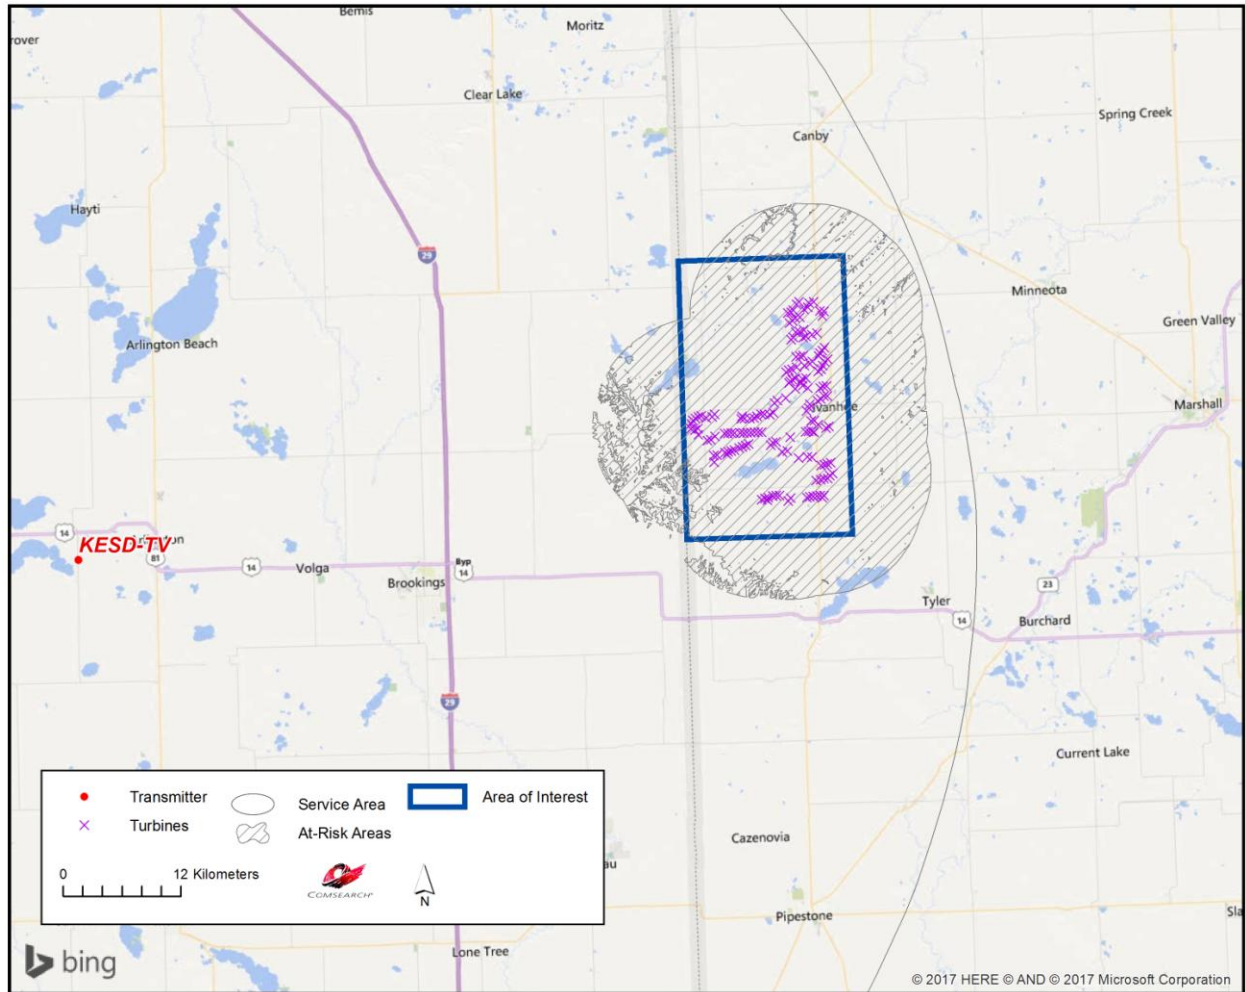 Bemis
Moritz
rover
Clear Lake
Spring Creek
Canby
Hayti
29
Minneota
Green Valley
Arlington Beach
Marshall
Ivanhoe
14
KESD-TV
Arlington
81
14
Volga
Brookings
Byp
14
23
Tyler
14
Burchard
29
Current Lake
Transmitter
Service Area
Area of Interest
Turbines
At-Risk Areas
Cazenovia
au
0
12 Kilometers
COMSEARCH
N
Pipestone
Sla
Lone Tree
bing
© 2017 HERE © AND © 2017 Microsoft Corporation